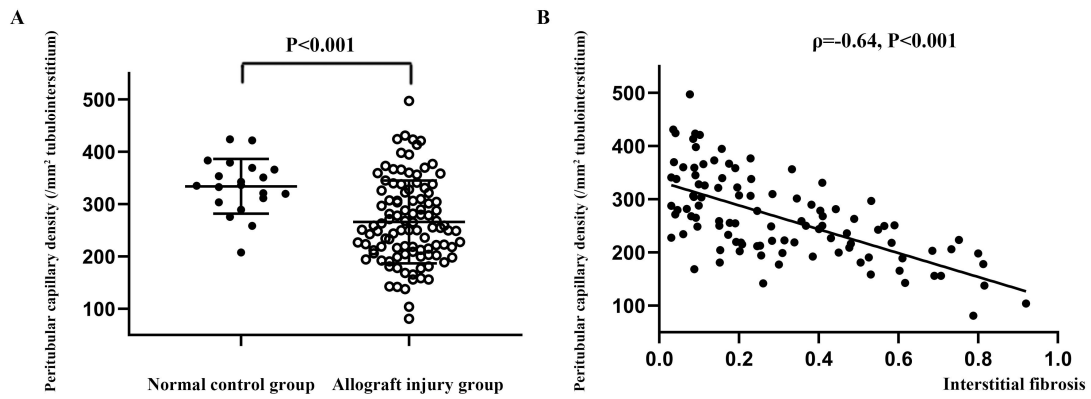 A
Peritubular capillary density (/mm² tubulointerstitium)
P<0.001
500
400
300
200
100
Normal control group
Allograft injury group
B
Peritubular capillary density (/mm² tubulointerstitium)
ρ=-0.64, P<0.001
500
400
300
200
100
0.0 0.2 0.4 0.6 0.8 1.0
Interstitial fibrosis